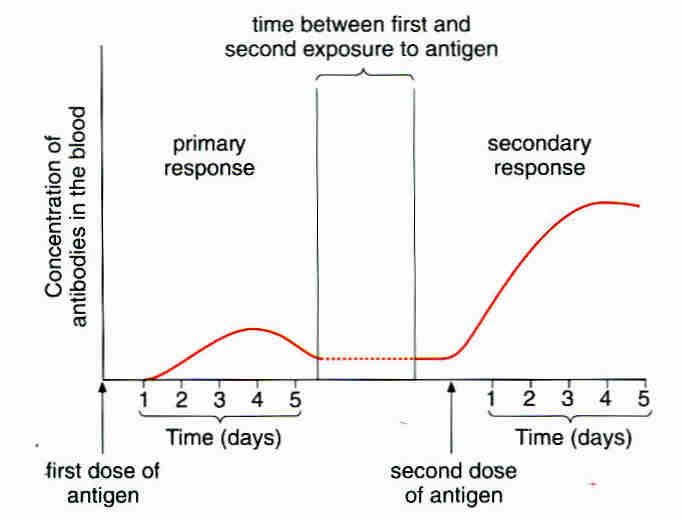 time between first and
second exposure to antigen
primary
response
secondary
response
Concentration of
antibodies in the blood
1 2 3 4 5
1 2 3 4 5
Time (days)
Time (days)
first dose of
antigen
second dose
of antigen